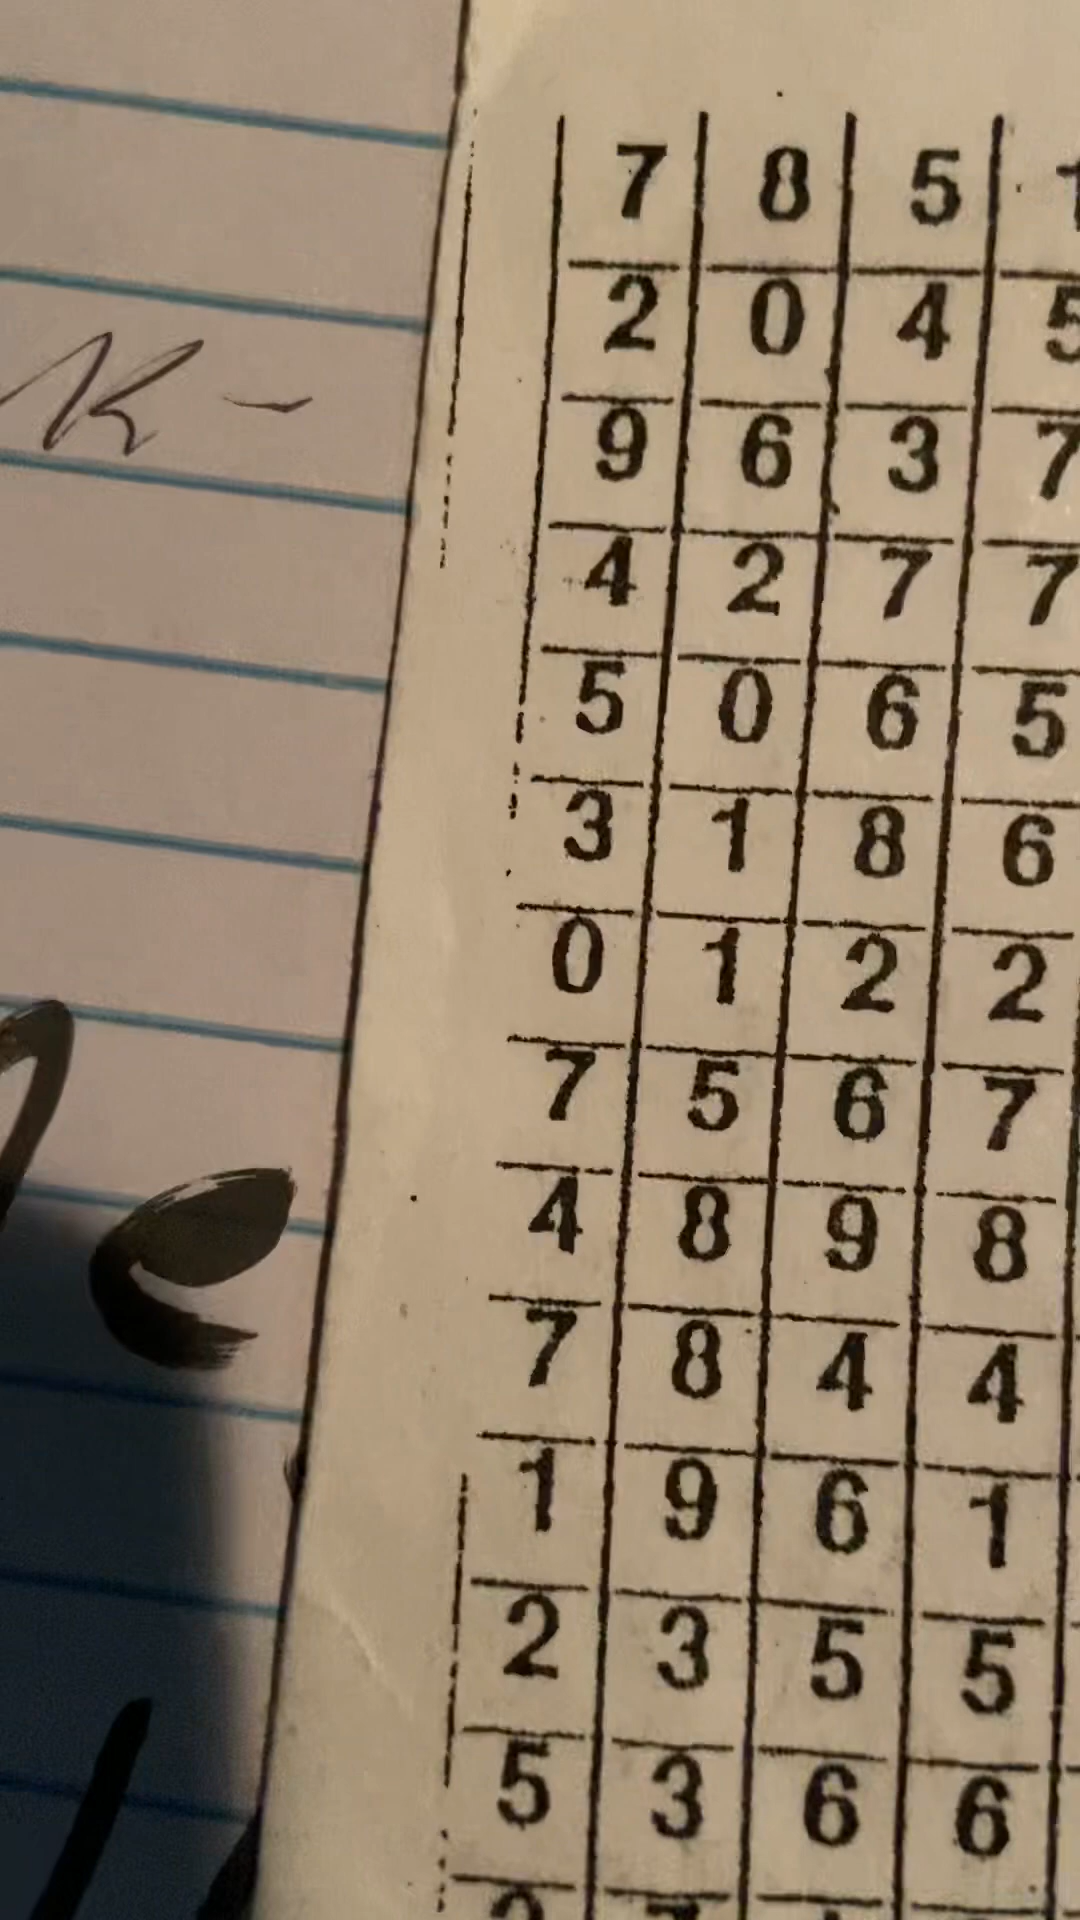 7 8 5 1
2 0 4 5
9 6 3 7
4 2 7 7
5 0 6 5
3 1 8 6
0 1 2 2
7 5 6 7
4 8 9 8
7 8 4 4
1 9 6 1
2 3 5 5
5 3 6 6